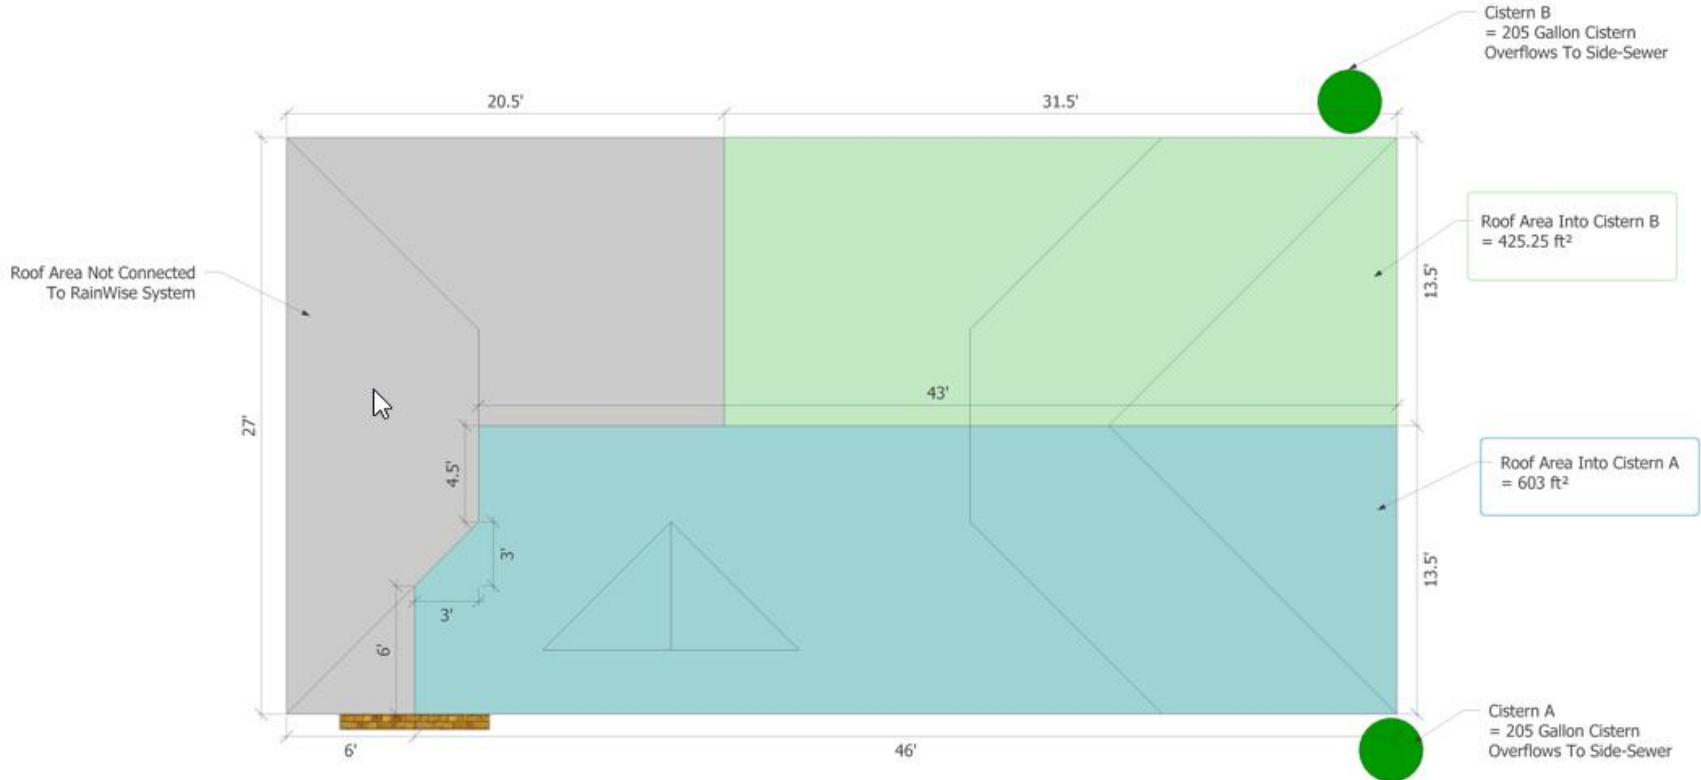 Cistern B
= 205 Gallon Cistern
Overflows To Side-Sewer
20.5'
31.5'
Roof Area Into Cistern B
= 425.25 ft²
13.5'
Roof Area Not Connected
To RainWise System
27'
43'
4.5'
Roof Area Into Cistern A
= 603 ft²
3'
13.5'
3'
6'
Cistern A
= 205 Gallon Cistern
Overflows To Side-Sewer
6'
46'